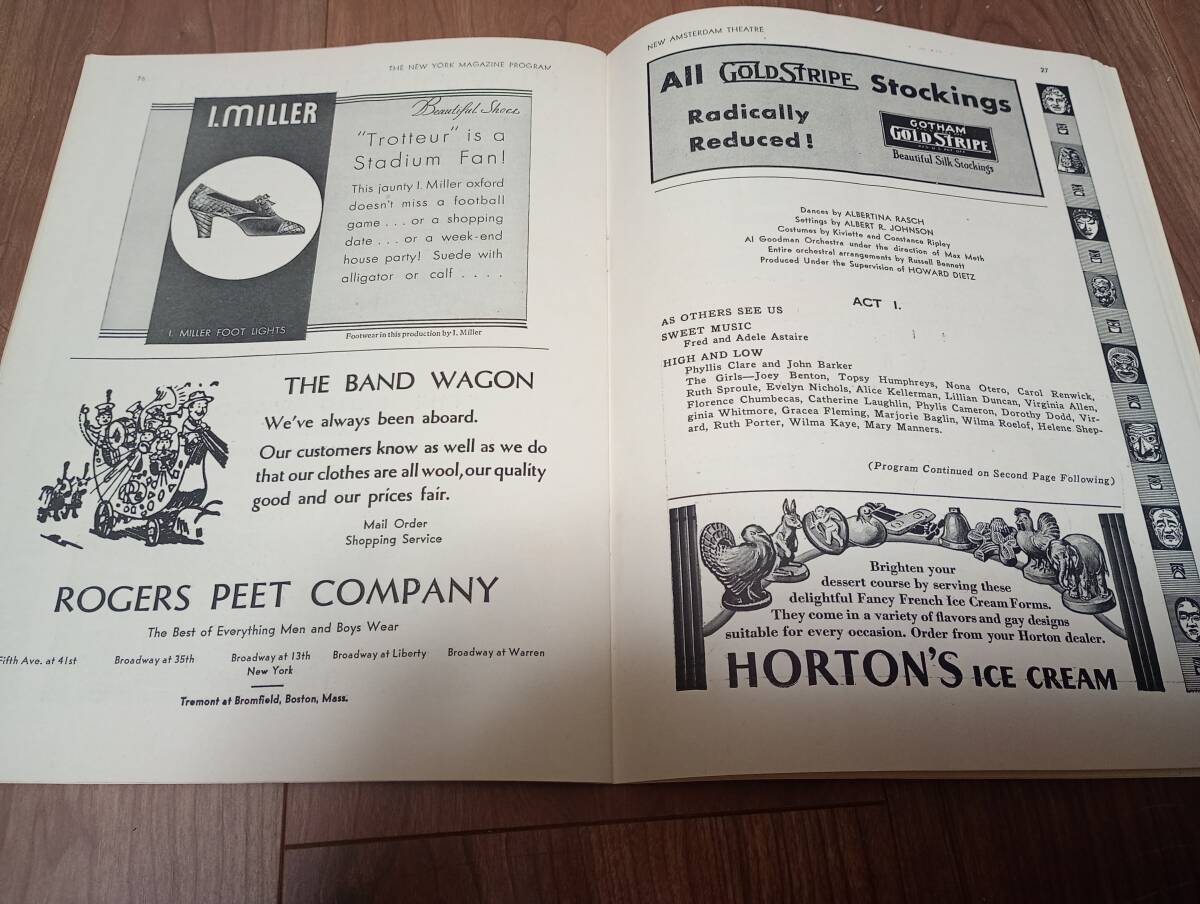 76
THE NEW YORK MAGAZINE PROGRAM
I. MILLER
I. MILLER FOOT LIGHTS
Beautiful Shoes
"Trotteur" is a
Stadium Fan!
This jaunty I. Miller oxford
doesn't miss a football
game . . . or a shopping
date . . . or a week-end
house party! Suede with
alligator or calf . . . .
Footwear in this production by I. Miller
THE BAND WAGON
We've always been aboard.
Our customers know as well as we do
that our clothes are all wool, our quality
good and our prices fair.
Mail Order
Shopping Service
ROGERS PEET COMPANY
The Best of Everything Men and Boys Wear
Fifth Ave. at 41st Broadway at 35th Broadway at 13th Broadway at Liberty Broadway at Warren
New York
Tremont at Bromfield, Boston, Mass.
NEW AMSTERDAM THEATRE
27
All GOLD STRIPE Stockings
Radically
Reduced!
GOTHAM
GOLD STRIPE
Beautiful Silk Stockings
Dances by ALBERTINA RASCH
Settings by ALBERT R. JOHNSON
Costumes by Kiviette and Constance Ripley
Al Goodman Orchestra under the direction of Max Meth
Entire orchestral arrangements by Russell Bennett
Produced Under the Supervision of HOWARD DIETZ
ACT I.
AS OTHERS SEE US
SWEET MUSIC
Fred and Adele Astaire
HIGH AND LOW
Phyllis Clare and John Barker
The Girls—Joey Benton, Topsy Humphreys, Nona Otero, Carol Renwick,
Ruth Sproule, Evelyn Nichols, Alice Kellerman, Lillian Duncan, Virginia Allen,
Florence Chumbecas, Catherine Laughlin, Phylis Cameron, Dorothy Dodd, Vir-
ginia Whitmore, Gracea Fleming, Marjorie Baglin, Wilma Roelof, Helene Shep-
ard, Ruth Porter, Wilma Kaye, Mary Manners.
(Program Continued on Second Page Following)
Brighten your
dessert course by serving these
delightful Fancy French Ice Cream Forms.
They come in a variety of flavors and gay designs
suitable for every occasion. Order from your Horton dealer.
HORTON'S ICE CREAM